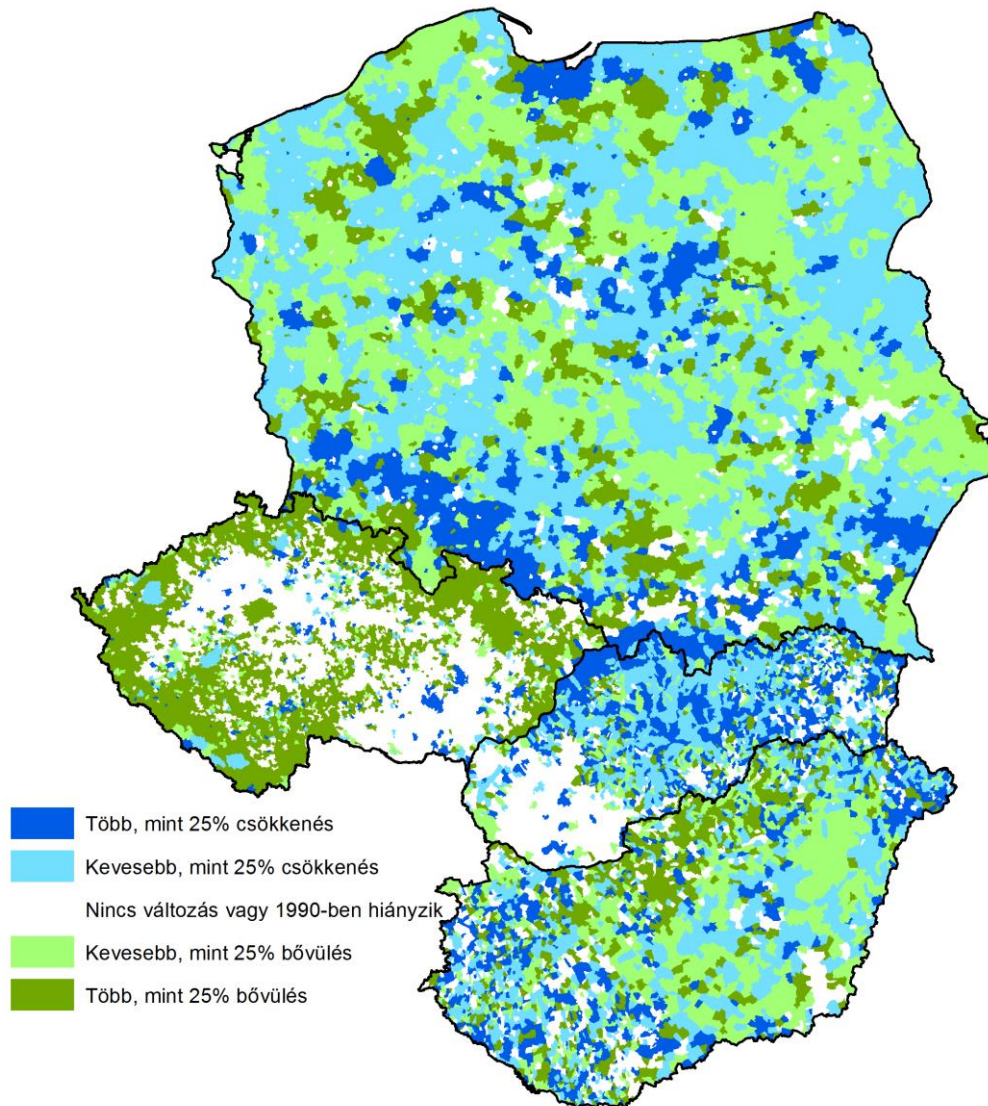 Több, mint 25% csökkenés
Kevesebb, mint 25% csökkenés
Nincs változás vagy 1990-ben hiányzik
Kevesebb, mint 25% bővülés
Több, mint 25% bővülés